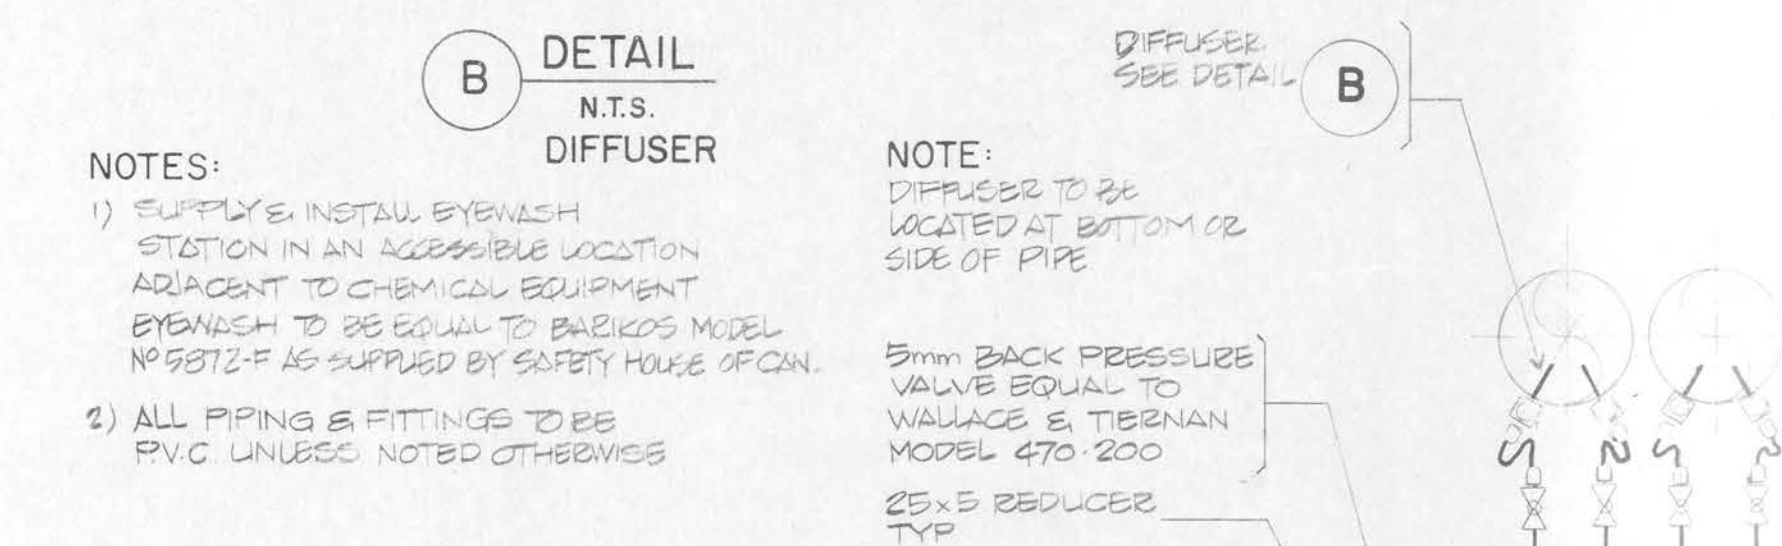 B
DETAIL
N.T.S.
DIFFUSER
NOTES:
1) SUPPLY & INSTALL EYEWASH
STATION IN AN ACCESSIBLE LOCATION
ADJACENT TO CHEMICAL EQUIPMENT
EYEWASH TO BE EQUAL TO BARIKOS MODEL
Nº 5872-F AS SUPPLIED BY SAFETY HOUSE OF CAN.
2) ALL PIPING & FITTINGS TO BE
P.V.C. UNLESS NOTED OTHERWISE
DIFFUSER
SEE DETAIL
B
NOTE:
DIFFUSER TO BE
LOCATED AT BOTTOM OR
SIDE OF PIPE
5mm BACK PRESSURE
VALVE EQUAL TO
WALLACE & TIERNAN
MODEL 470.200
25x5 REDUCER
TYP